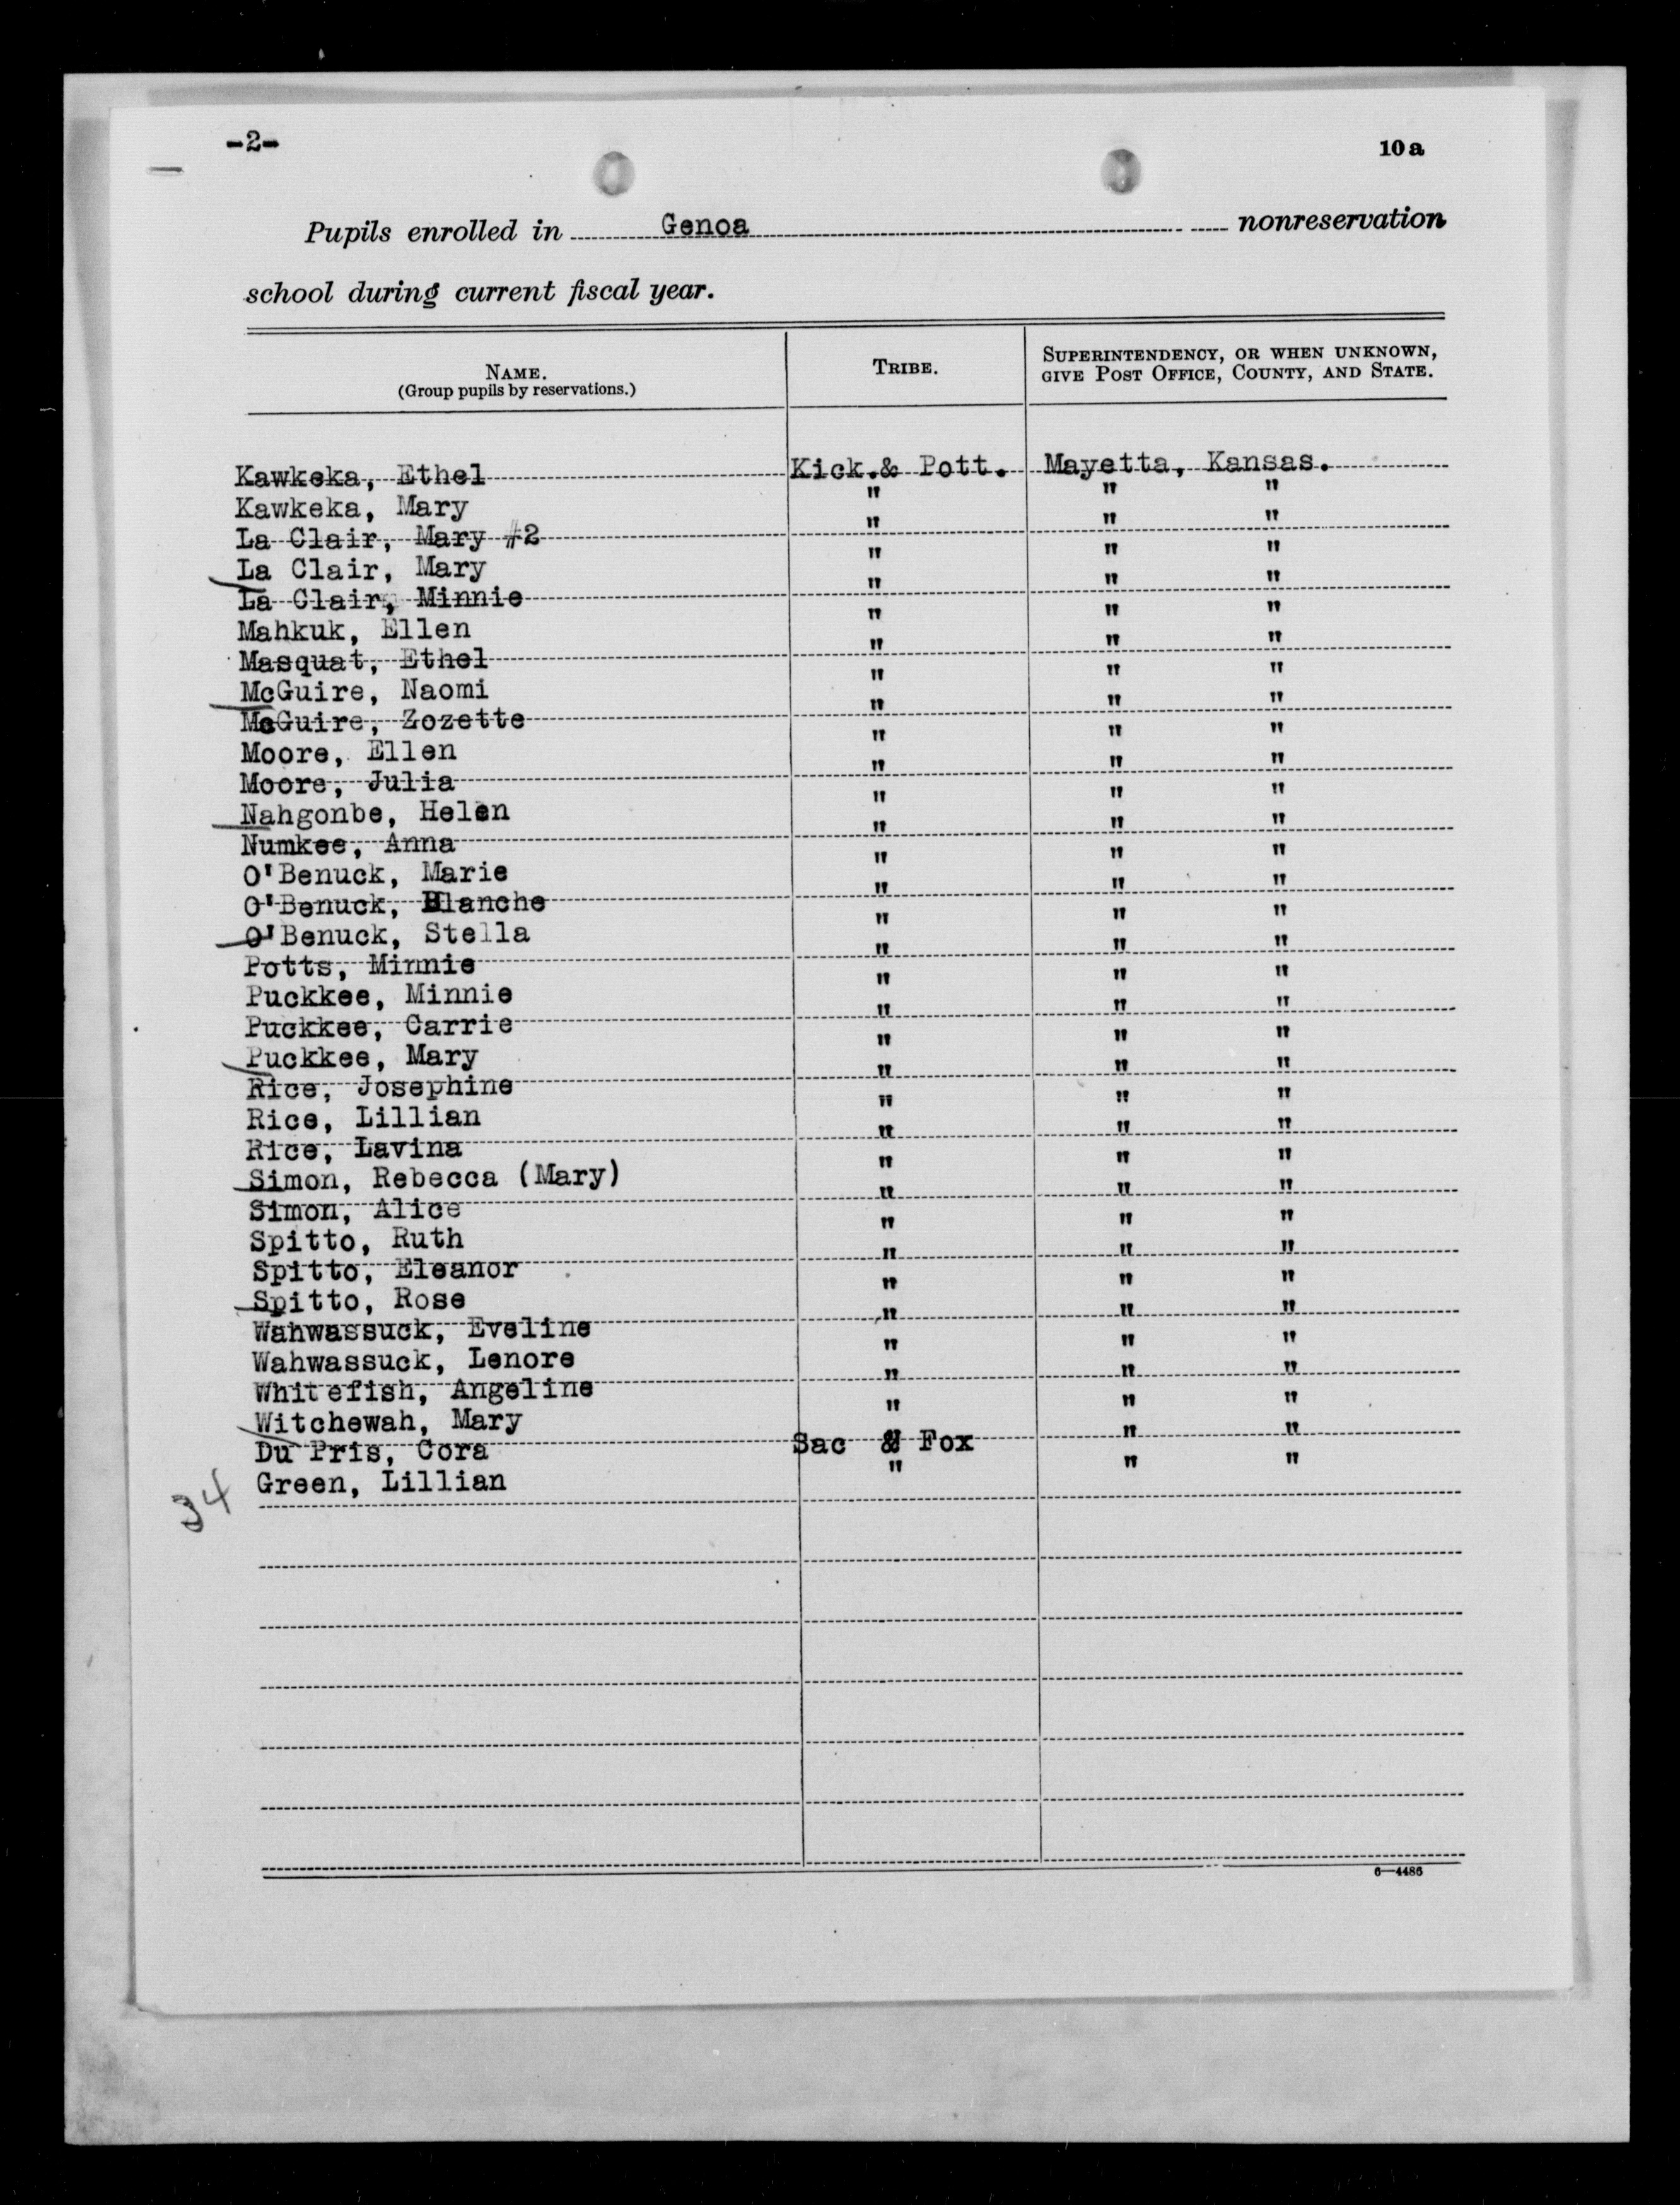 -2-
10a
Pupils enrolled in Genoa nonreservation
school during current fiscal year.
NAME.
(Group pupils by reservations.)
TRIBE.
SUPERINTENDENCY, OR WHEN UNKNOWN,
GIVE POST OFFICE, COUNTY, AND STATE.
Kawkeka, Ethel Kick.& Pott. Mayetta, Kansas.
Kawkeka, Mary " " "
La Clair, Mary #2 " " "
La Clair, Mary " " "
La Clair, Minnie " " "
Mahkuk, Ellen " " "
Masquat, Ethel " " "
McGuire, Naomi " " "
McGuire, Zozette " " "
Moore, Ellen " " "
Moore, Julia " " "
Nahgonbe, Helen " " "
Numkee, Anna " " "
O'Benuck, Marie " " "
O'Benuck, Blanche " " "
O'Benuck, Stella " " "
Potts, Minnie " " "
Puckkee, Minnie " " "
Puckkee, Carrie " " "
Puckkee, Mary " " "
Rice, Josephine " " "
Rice, Lillian " " "
Rice, Lavina " " "
Simon, Rebecca (Mary) " " "
Simon, Alice " " "
Spitto, Ruth " " "
Spitto, Eleanor " " "
Spitto, Rose " " "
Wahwassuck, Eveline " " "
Wahwassuck, Lenore " " "
Whitefish, Angeline " " "
Witchewah, Mary " " "
Du Pris, Cora Sac & Fox " "
Green, Lillian " " "
34
6—4486